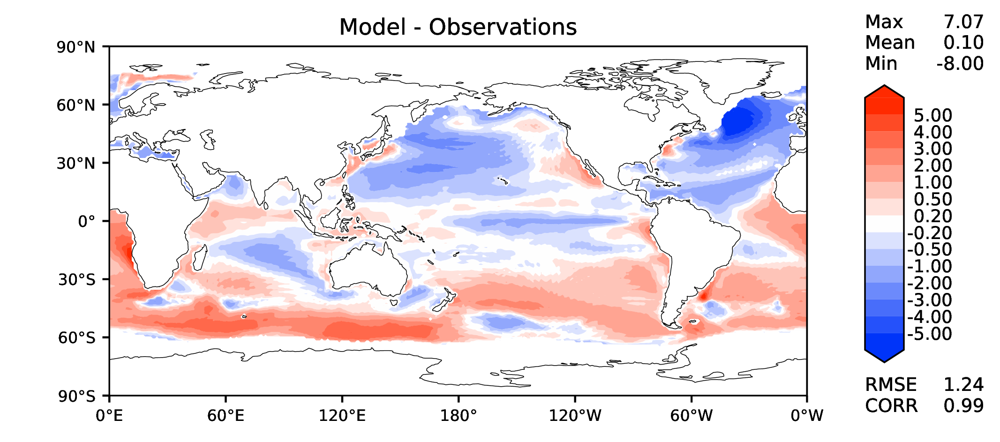 Model - Observations
Max 7.07
Mean 0.10
Min -8.00
90°N
60°N
30°N
0°
30°S
60°S
90°S
0°E 60°E 120°E 180° 120°W 60°W 0°W
5.00
4.00
3.00
2.00
1.00
0.50
0.20
-0.20
-0.50
-1.00
-2.00
-3.00
-4.00
-5.00
RMSE 1.24
CORR 0.99